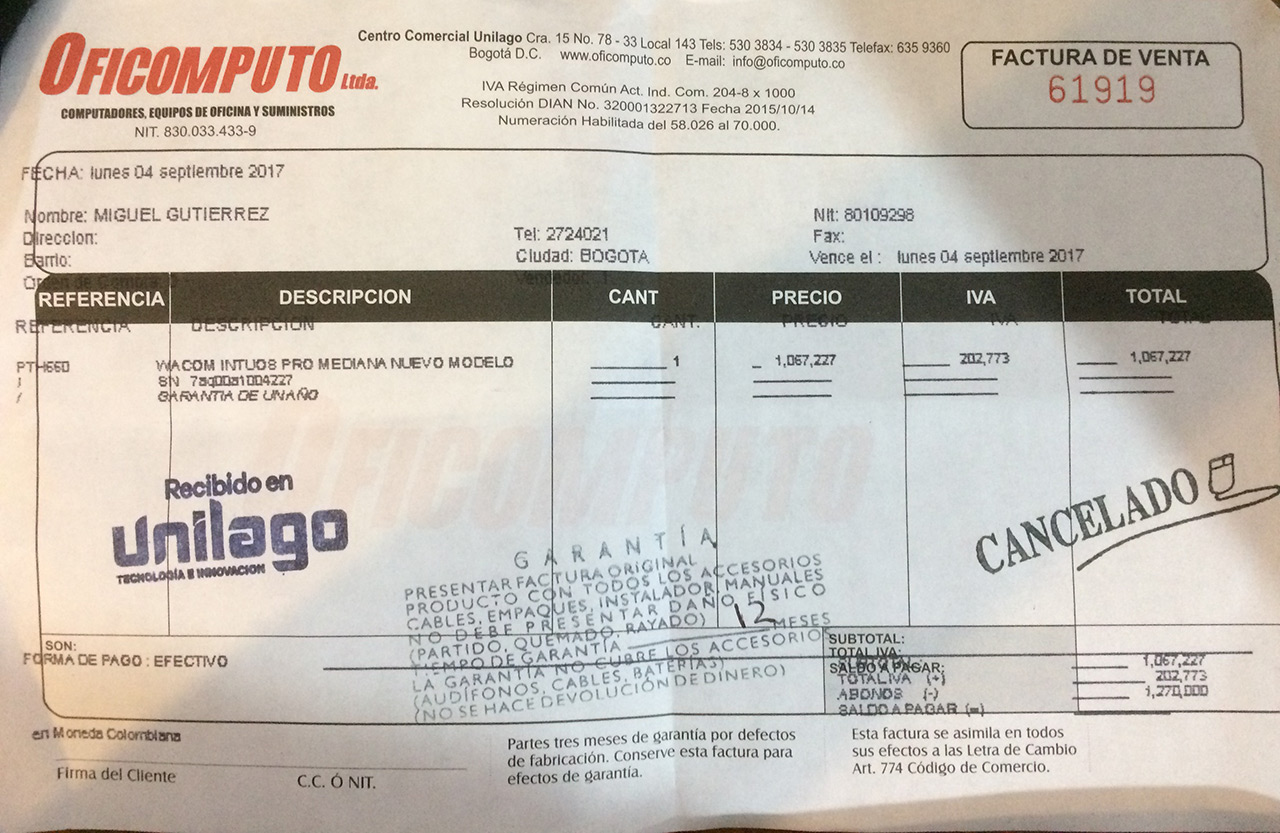 OFICOMPUTO Ltda.
COMPUTADORES, EQUIPOS DE OFICINA Y SUMINISTROS
NIT. 830.033.433-9
Centro Comercial Unilago Cra. 15 No. 78 - 33 Local 143 Tels: 530 3834 - 530 3835 Telefax: 635 9360
Bogotá D.C. www.oficomputo.co E-mail: info@oficomputo.co
IVA Régimen Común Act. Ind. Com. 204-8 x 1000
Resolución DIAN No. 320001322713 Fecha 2015/10/14
Numeración Habilitada del 58.026 al 70.000.
FACTURA DE VENTA
61919
FECHA: lunes 04 septiembre 2017
Nombre: MIGUEL GUTIERREZ Nit: 80109298
Direccion: Tel: 2724021 Fax:
Barrio: Ciudad: BOGOTA Vence el : lunes 04 septiembre 2017
REFERENCIA DESCRIPCION CANT PRECIO IVA TOTAL
REFERENCIA DESCRIPCION CANT. PRECIO IVA TOTAL
PTH660 WACOM INTUOS PRO MEDIANA NUEVO MODELO 1 1,067,227 202,773 1,067,227
SN 7aq00a1004227
GARANTIA DE UNAÑO
OFICOMPUTO
Recibido en
unilago
TECNOLOGÍA E INNOVACION
CANCELADO
GARANTÍA
PRESENTAR FACTURA ORIGINAL
PRODUCTO CON TODOS LOS ACCESORIOS
CABLES, EMPAQUES, INSTALADOR, MANUALES
NO DEBE PRESENTAR DAÑO FISICO
(PARTIDO, QUEMADO, RAYADO)
TIEMPO DE GARANTÍA 12 MESES
LA GARANTÍA NO CUBRE LOS ACCESORIOS
(AUDÍFONOS, CABLES, BATERÍAS)
(NO SE HACE DEVOLUCIÓN DE DINERO)
SON:
FORMA DE PAGO : EFECTIVO
SUBTOTAL:
TOTAL IVA:
SALDO A PAGAR:
SUBTOTAL 1,067,227
TOTAL IVA (+) 202,773
ABONOS (-) 1,270,000
SALDO A PAGAR (=)
en Moneda Colombiana
Firma del Cliente C.C. Ó NIT.
Partes tres meses de garantía por defectos
de fabricación. Conserve esta factura para
efectos de garantía.
Esta factura se asimila en todos
sus efectos a las Letra de Cambio
Art. 774 Código de Comercio.